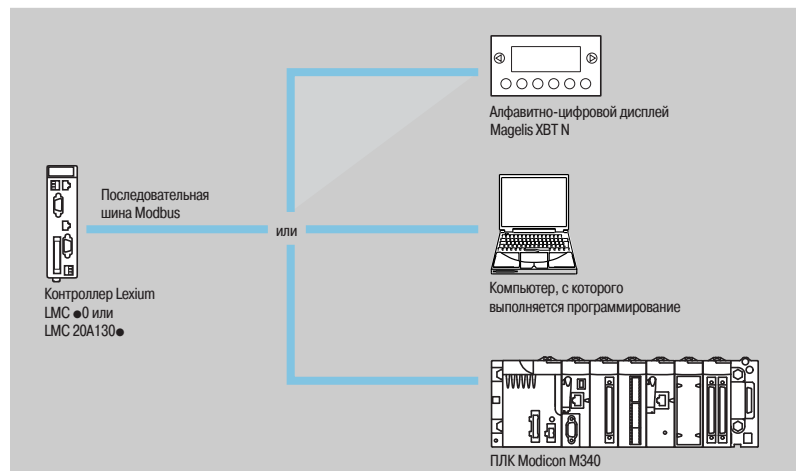 Алфавитно-цифровой дисплей
Magelis XBT N
Последовательная
шина Modbus
или
Контроллер Lexium
LMC ●0 или
LMC 20A130●
Компьютер, с которого
выполняется программирование
ПЛК Modicon M340